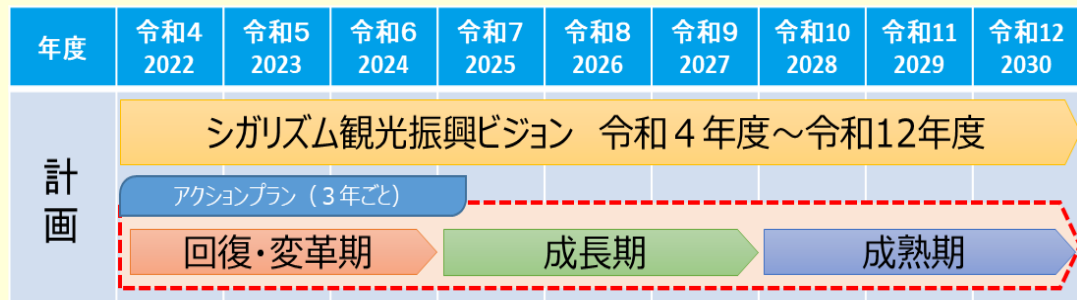 年度
令和4
2022
令和5
2023
令和6
2024
令和7
2025
令和8
2026
令和9
2027
令和10
2028
令和11
2029
令和12
2030
計画
シガリズム観光振興ビジョン 令和４年度～令和12年度
アクションプラン（３年ごと）
回復・変革期
成長期
成熟期